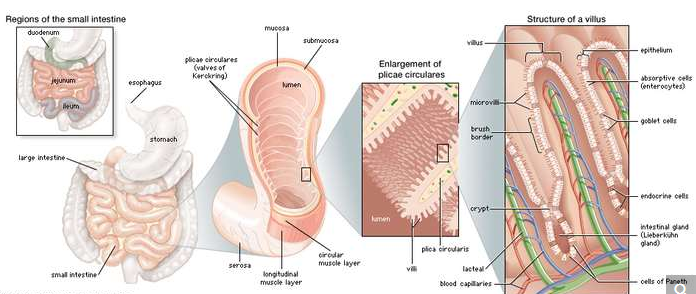 Regions of the small intestine
duodenum
jejunum
ileum
esophagus
stomach
large intestine
small intestine
mucosa
submucosa
plicae circulares
(valves of
Kerckring)
lumen
serosa
longitudinal
muscle layer
circular
muscle layer
Enlargement of
plicae circulares
lumen
villi
plica circularis
Structure of a villus
villus
microvilli
brush
border
crypt
lacteal
blood capillaries
epithelium
absorptive cells
(enterocytes)
goblet cells
endocrine cells
intestinal gland
(Lieberkühn
gland)
cells of Paneth